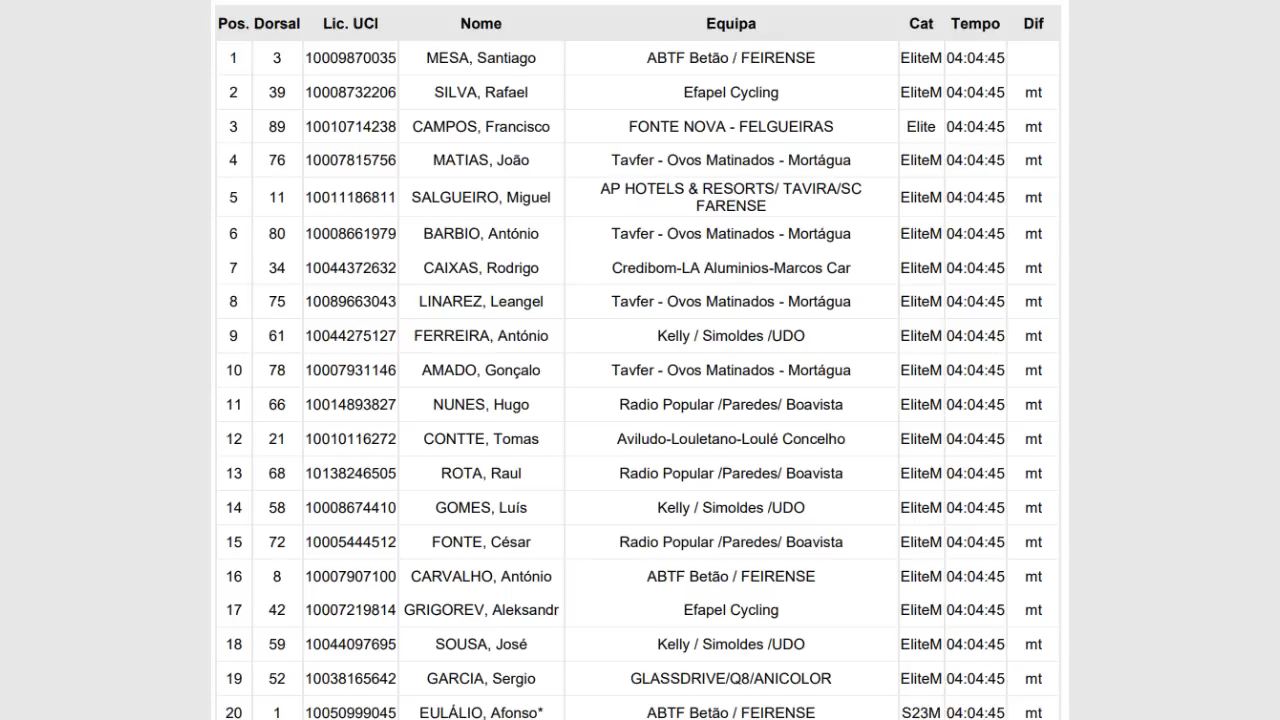 Pos. Dorsal Lic. UCI Nome Equipa Cat Tempo Dif
1 3 10009870035 MESA, Santiago ABTF Betão / FEIRENSE EliteM 04:04:45
2 39 10008732206 SILVA, Rafael Efapel Cycling EliteM 04:04:45 mt
3 89 10010714238 CAMPOS, Francisco FONTE NOVA - FELGUEIRAS Elite 04:04:45 mt
4 76 10007815756 MATIAS, João Tavfer - Ovos Matinados - Mortágua EliteM 04:04:45 mt
5 11 10011186811 SALGUEIRO, Miguel AP HOTELS & RESORTS/ TAVIRA/SC EliteM 04:04:45 mt
FARENSE
6 80 10008661979 BARBIO, António Tavfer - Ovos Matinados - Mortágua EliteM 04:04:45 mt
7 34 10044372632 CAIXAS, Rodrigo Credibom-LA Aluminios-Marcos Car EliteM 04:04:45 mt
8 75 10089663043 LINAREZ, Leangel Tavfer - Ovos Matinados - Mortágua EliteM 04:04:45 mt
9 61 10044275127 FERREIRA, António Kelly / Simoldes /UDO EliteM 04:04:45 mt
10 78 10007931146 AMADO, Gonçalo Tavfer - Ovos Matinados - Mortágua EliteM 04:04:45 mt
11 66 10014893827 NUNES, Hugo Radio Popular /Paredes/ Boavista EliteM 04:04:45 mt
12 21 10010116272 CONTTE, Tomas Aviludo-Louletano-Loulé Concelho EliteM 04:04:45 mt
13 68 10138246505 ROTA, Raul Radio Popular /Paredes/ Boavista EliteM 04:04:45 mt
14 58 10008674410 GOMES, Luís Kelly / Simoldes /UDO EliteM 04:04:45 mt
15 72 10005444512 FONTE, César Radio Popular /Paredes/ Boavista EliteM 04:04:45 mt
16 8 10007907100 CARVALHO, António ABTF Betão / FEIRENSE EliteM 04:04:45 mt
17 42 10007219814 GRIGOREV, Aleksandr Efapel Cycling EliteM 04:04:45 mt
18 59 10044097695 SOUSA, José Kelly / Simoldes /UDO EliteM 04:04:45 mt
19 52 10038165642 GARCIA, Sergio GLASSDRIVE/Q8/ANICOLOR EliteM 04:04:45 mt
20 1 10050999045 EULÁLIO, Afonso* ABTF Betão / FEIRENSE S23M 04:04:45 mt